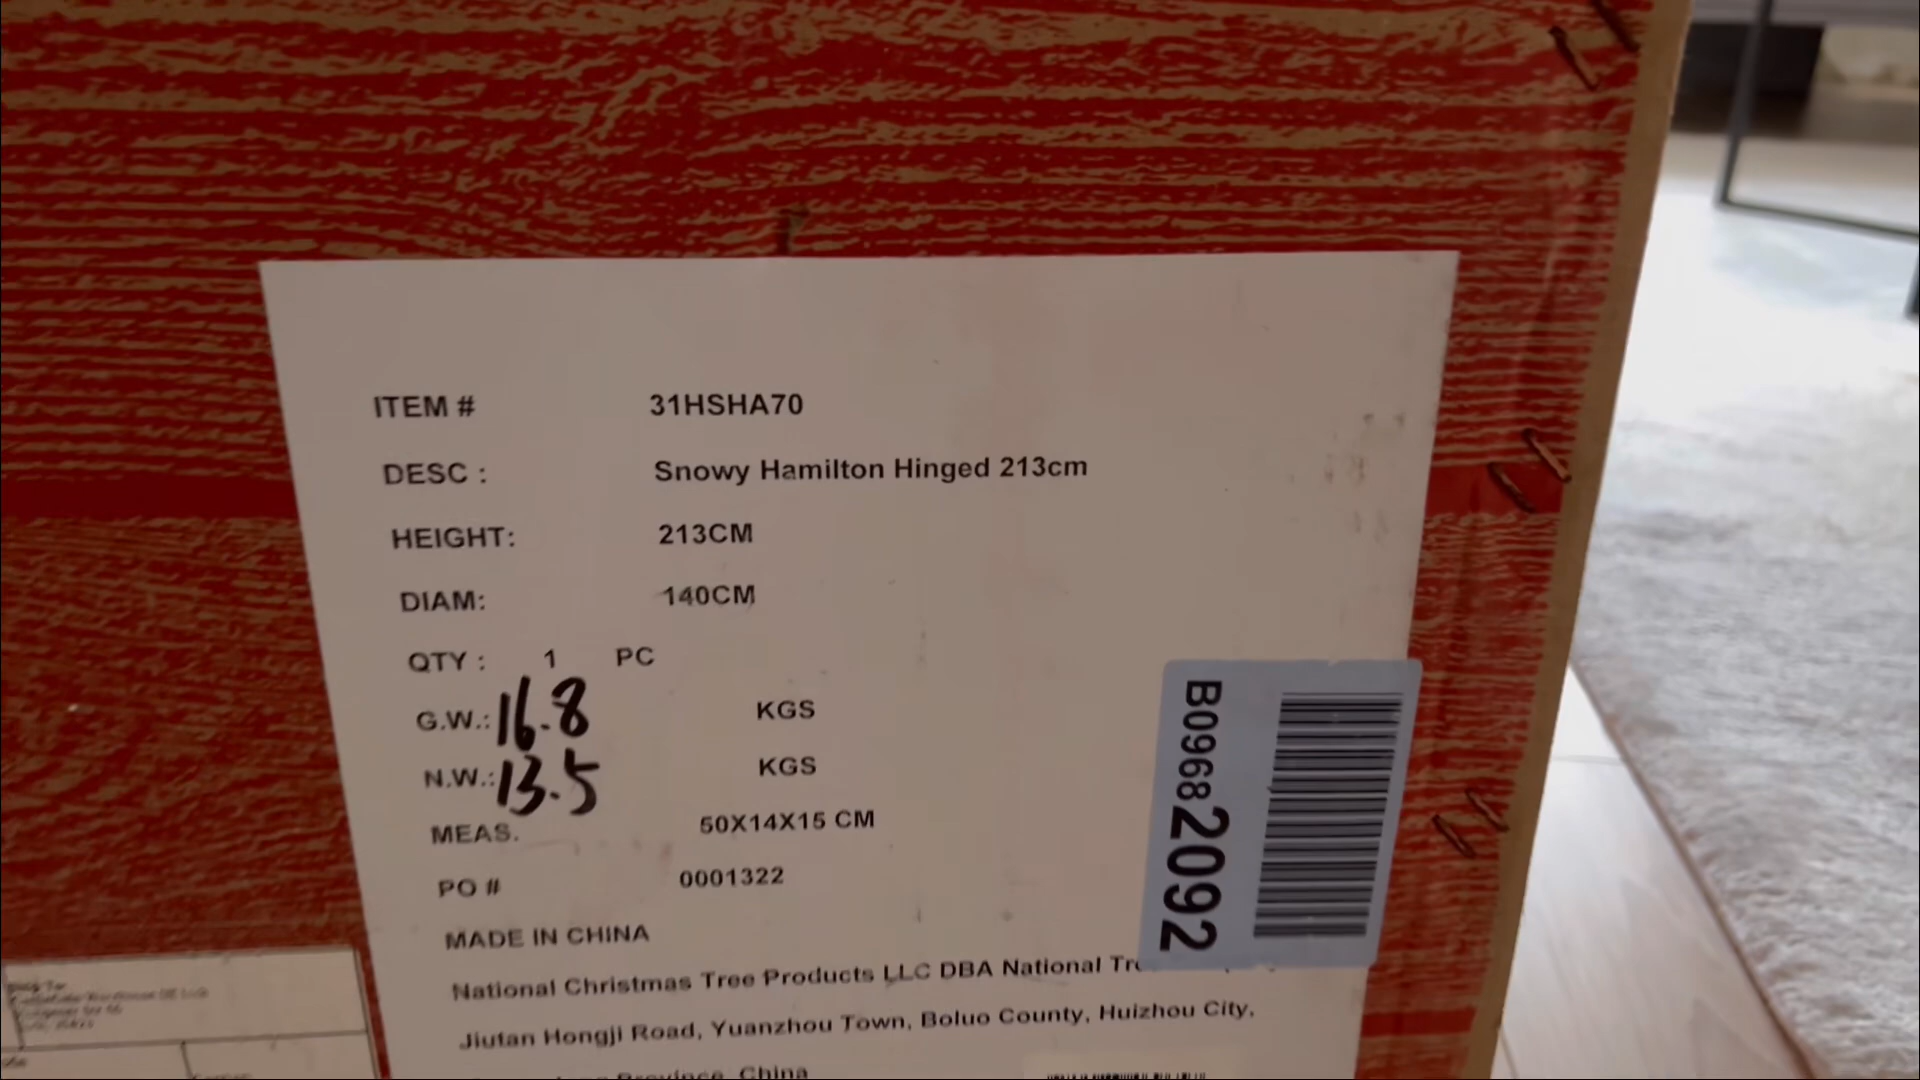 ITEM # 31HSHA70
DESC : Snowy Hamilton Hinged 213cm
HEIGHT: 213CM
DIAM: 140CM
QTY : 1 PC
G.W.: 16.8 KGS
N.W.: 13.5 KGS
MEAS. 50X14X15 CM
PO # 0001322
MADE IN CHINA
National Christmas Tree Products LLC DBA National
Jiutan Hongji Road, Yuanzhou Town, Boluo County, Huizhou City,
Province, China
B09682092